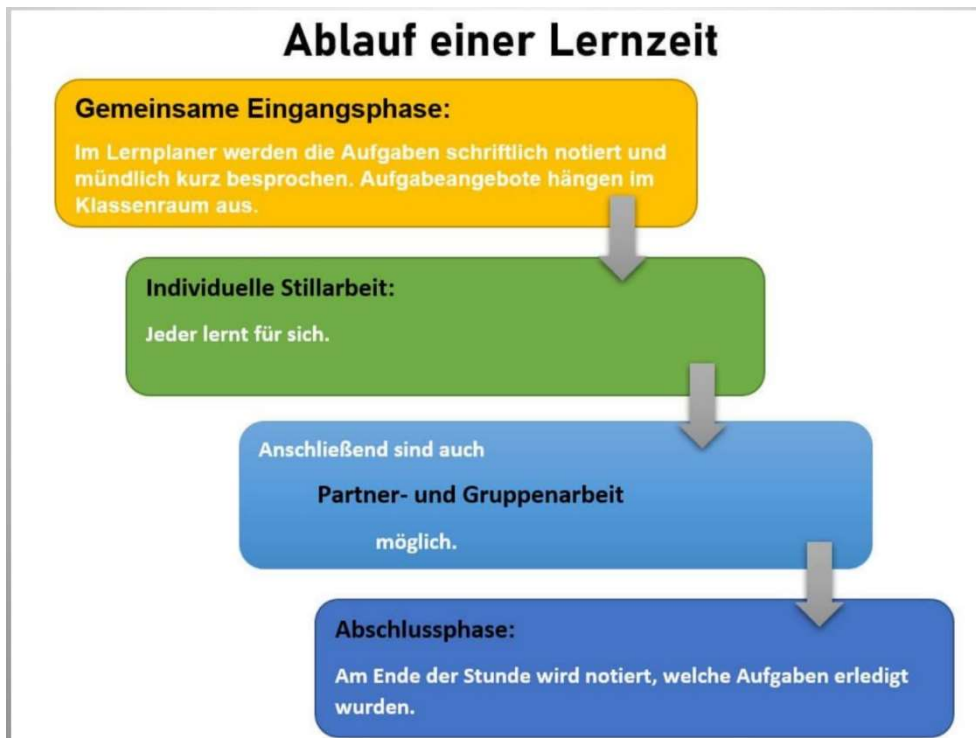 Ablauf einer Lernzeit
Gemeinsame Eingangsphase:
Im Lernplaner werden die Aufgaben schriftlich notiert und
mündlich kurz besprochen. Aufgabeangebote hängen im
Klassenraum aus.
Individuelle Stillarbeit:
Jeder lernt für sich.
Anschließend sind auch
Partner- und Gruppenarbeit
möglich.
Abschlussphase:
Am Ende der Stunde wird notiert, welche Aufgaben erledigt
wurden.